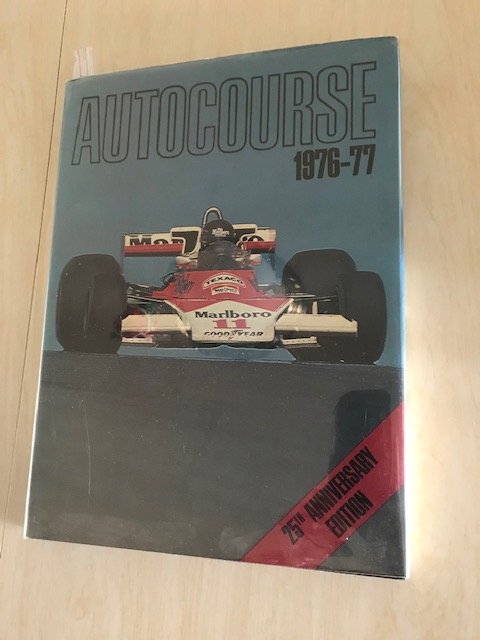 AUTOCOURSE
1976-77
TEXACO
Marlboro
11
GOODYEAR
25TH ANNIVERSARY
EDITION